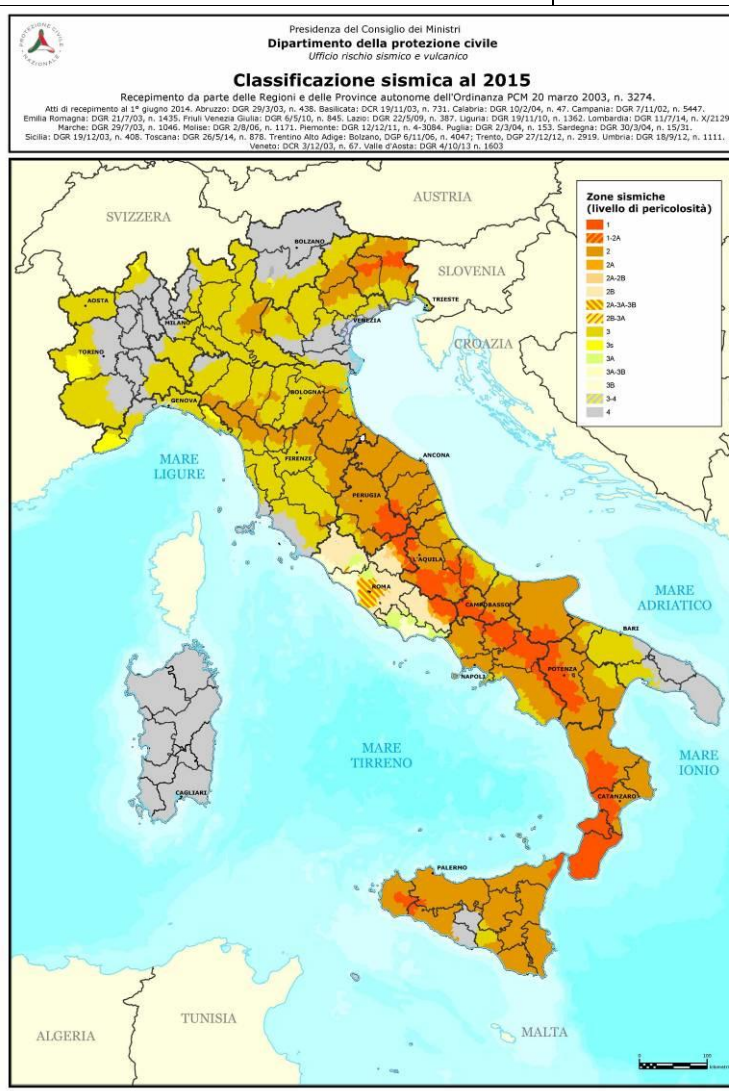 PROTEZIONE CIVILE
NAZIONALE
Presidenza del Consiglio dei Ministri
Dipartimento della protezione civile
Ufficio rischio sismico e vulcanico
Classificazione sismica al 2015
Recepimento da parte delle Regioni e delle Province autonome dell'Ordinanza PCM 20 marzo 2003, n. 3274.
Atti di recepimento al 1° giugno 2014. Abruzzo: DGR 29/3/03, n. 438. Basilicata: DCR 19/11/03, n. 731. Calabria: DGR 10/2/04, n. 47. Campania: DGR 7/11/02, n. 5447.
Emilia Romagna: DGR 21/7/03, n. 1435. Friuli Venezia Giulia: DGR 6/5/10, n. 845. Lazio: DGR 22/5/09, n. 387. Liguria: DGR 19/11/10, n. 1362. Lombardia: DGR 11/7/14, n. X/2129
Marche: DGR 29/7/03, n. 1046. Molise: DGR 2/8/06, n. 1171. Piemonte: DGR 12/12/11, n. 4-3084. Puglia: DGR 2/3/04, n. 153. Sardegna: DGR 30/3/04, n. 15/31.
Sicilia: DGR 19/12/03, n. 408. Toscana: DGR 26/5/14, n. 878. Trentino Alto Adige: Bolzano, DGP 6/11/06, n. 4047; Trento, DGP 27/12/12, n. 2919. Umbria: DGR 18/9/12, n. 1111.
Veneto: DCR 3/12/03, n. 67. Valle d'Aosta: DGR 4/10/13 n. 1603
AUSTRIA
SVIZZERA
Zone sismiche
(livello di pericolosità)
1
1-2A
2
2A
2A-2B
2B
2A-3A-3B
2B-3A
3
3s
3A
3A-3B
3B
3-4
4
BOLZANO
SLOVENIA
AOSTA
TRIESTE
MILANO
VENEZIA
CROAZIA
TORINO
BOLOGNA
GENOVA
FIRENZE
ANCONA
MARE
LIGURE
PERUGIA
L'AQUILA
ROMA
MARE
ADRIATICO
CAMPOBASSO
BARI
NAPOLI
POTENZA
MARE
TIRRENO
MARE
IONIO
CAGLIARI
CATANZARO
PALERMO
TUNISIA
ALGERIA
MALTA
0
100